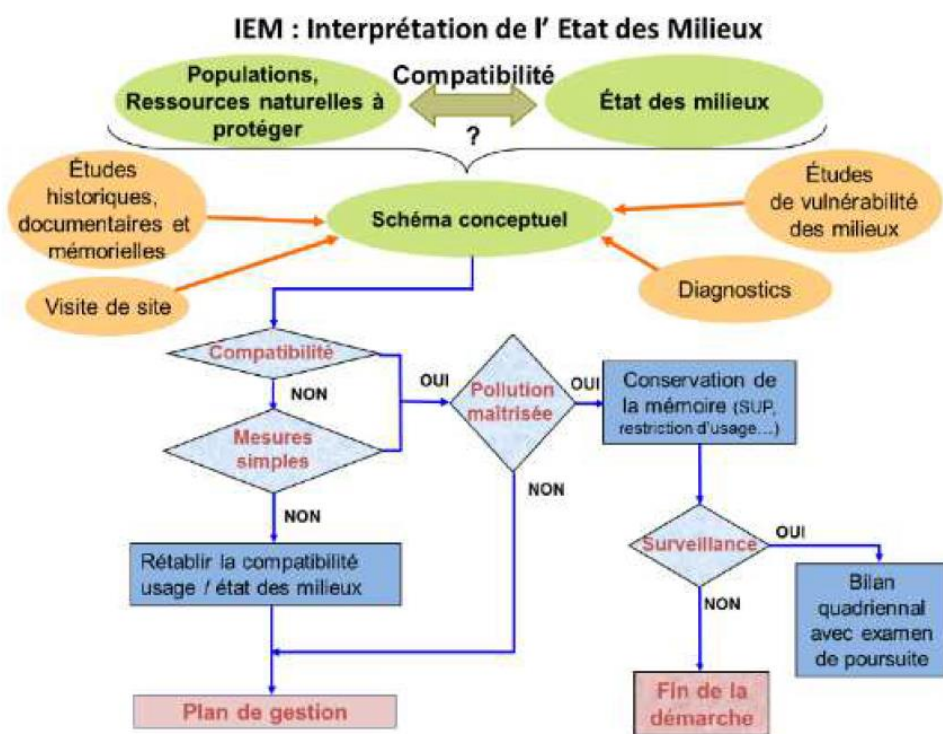 IEM : Interprétation de l’ Etat des Milieux
Populations,
Ressources naturelles à
protéger
Compatibilité
?
État des milieux
Études
historiques,
documentaires et
mémorielles
Schéma conceptuel
Études
de vulnérabilité
des milieux
Visite de site
Diagnostics
Compatibilité
OUI
NON
Mesures
simples
NON
Pollution
maîtrisée
OUI
NON
Conservation de
la mémoire (SUP,
restriction d’usage…)
Rétablir la compatibilité
usage / état des milieux
Surveillance
OUI
NON
Bilan
quadriennal
avec examen
de poursuite
Plan de gestion
Fin de la
démarche